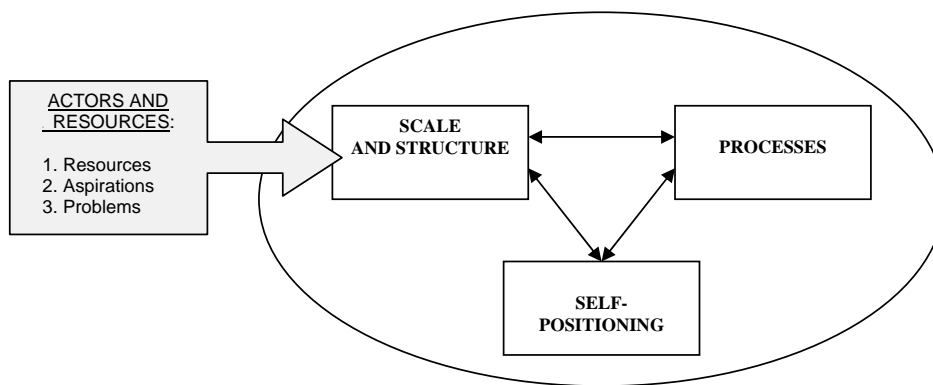 ACTORS AND
. RESOURCES:
1. Resources
2. Aspirations
3. Problems
SCALE
AND STRUCTURE
PROCESSES
SELF-
POSITIONING